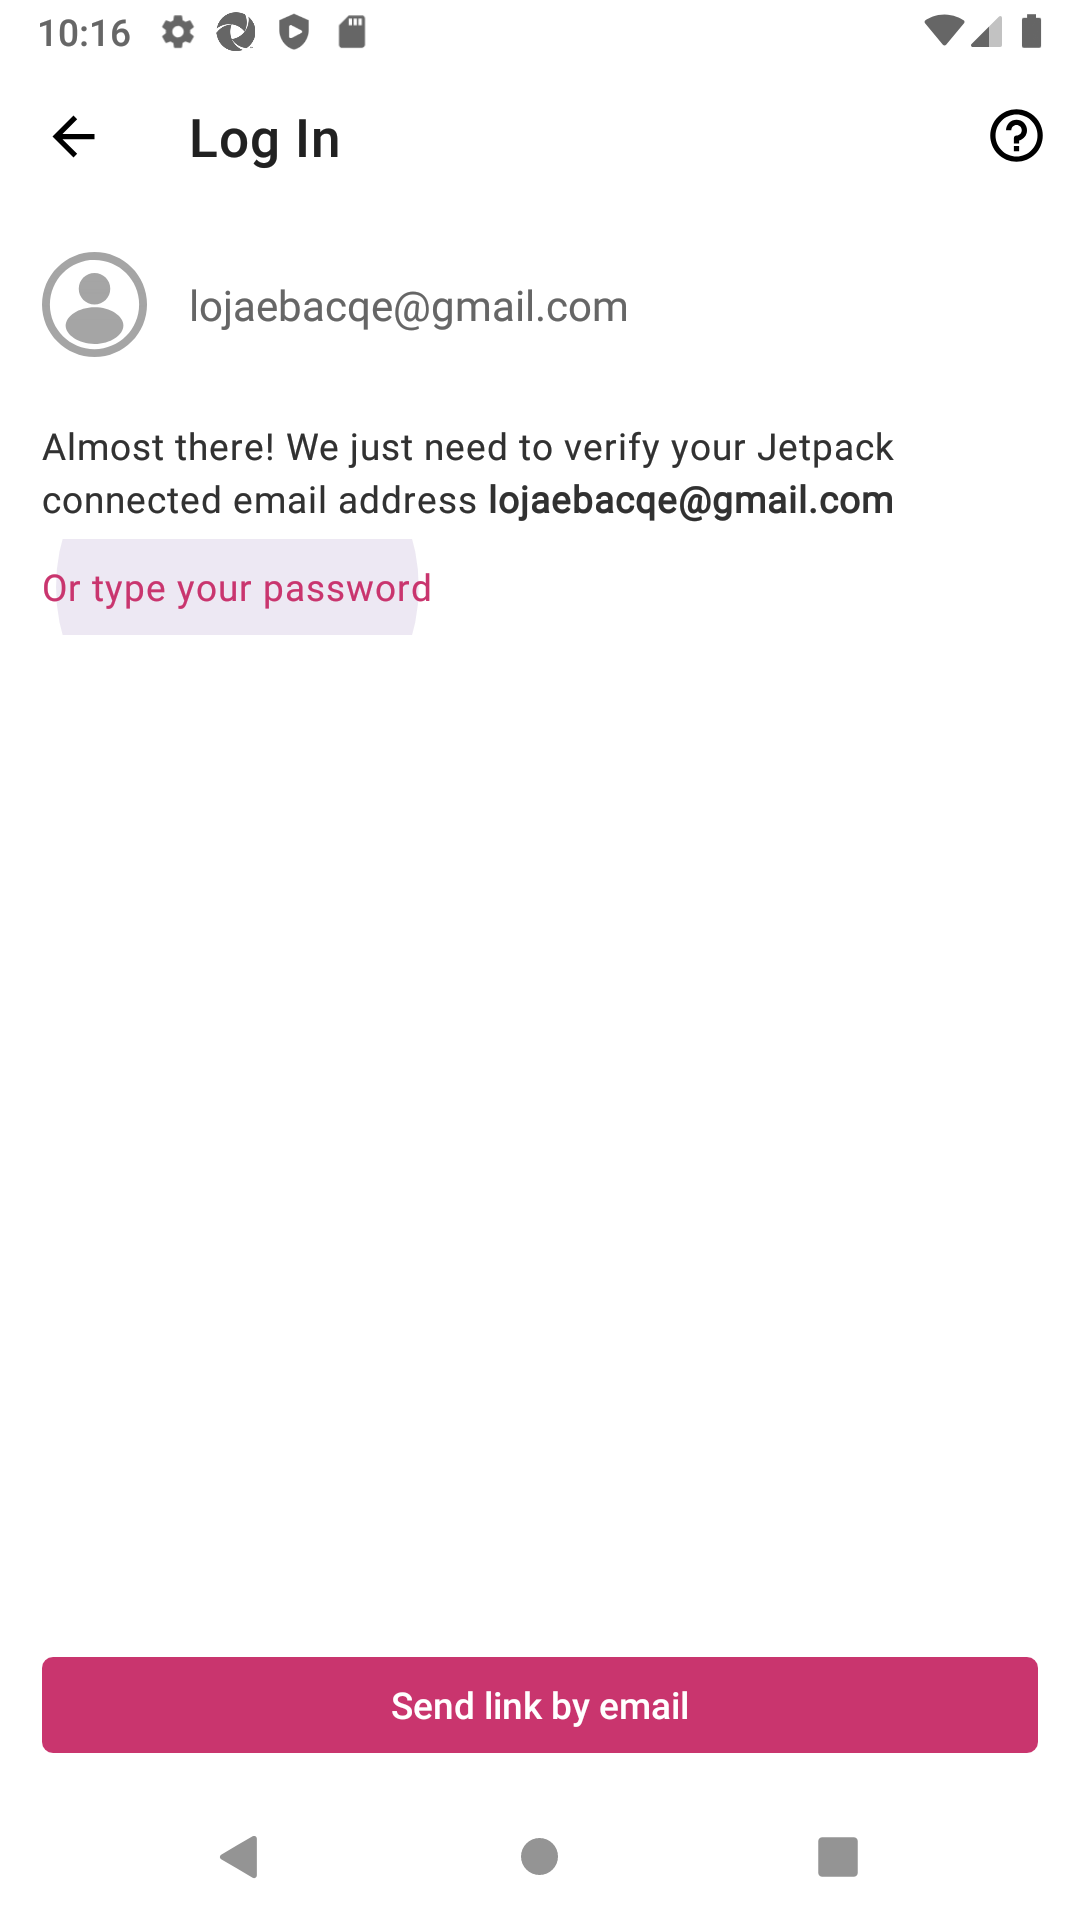 10:16
Log In
lojaebacqe@gmail.com
Almost there! We just need to verify your Jetpack
connected email address lojaebacqe@gmail.com
Or type your password
Send link by email